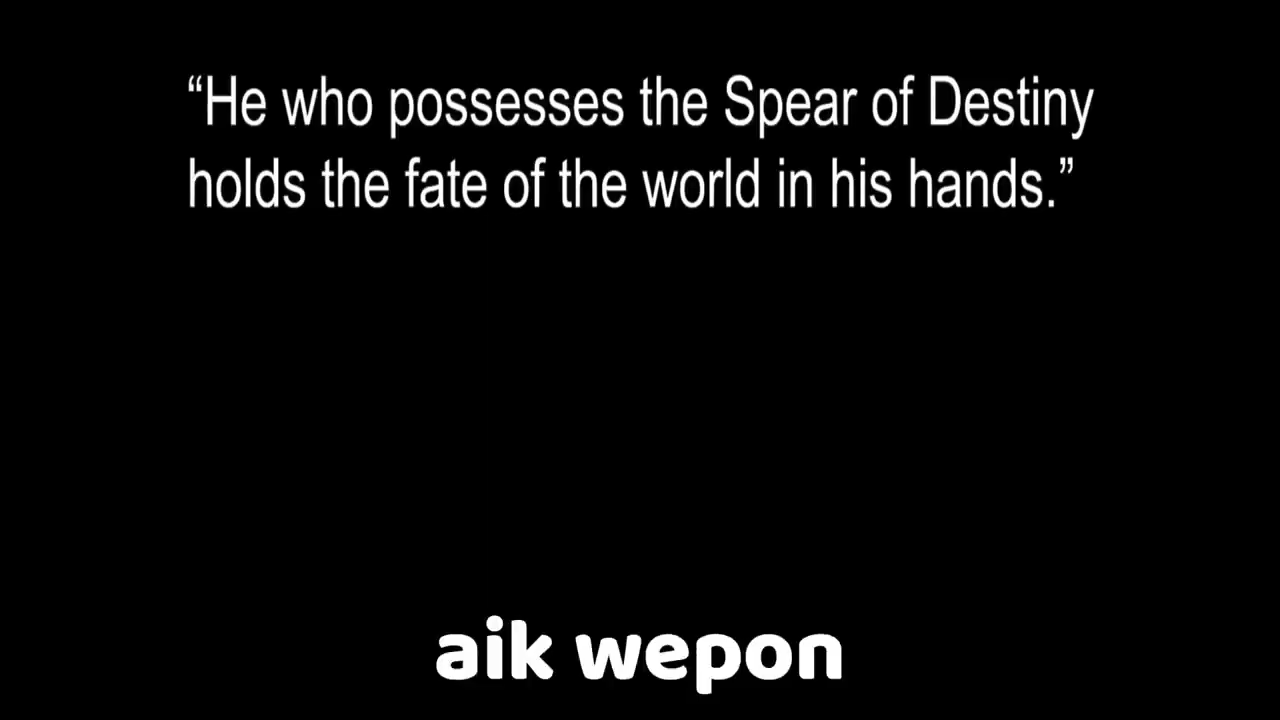 “He who possesses the Spear of Destiny
holds the fate of the world in his hands.”
aik wepon